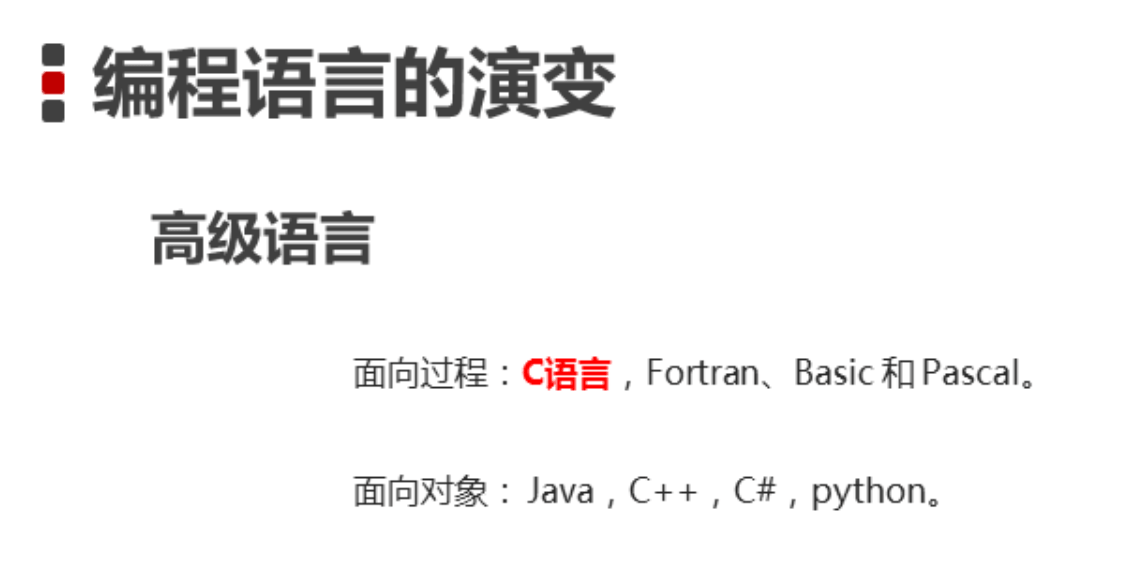 编程语言的演变
高级语言
面向过程：C语言，Fortran、Basic 和 Pascal。
面向对象： Java，C++，C#，python。